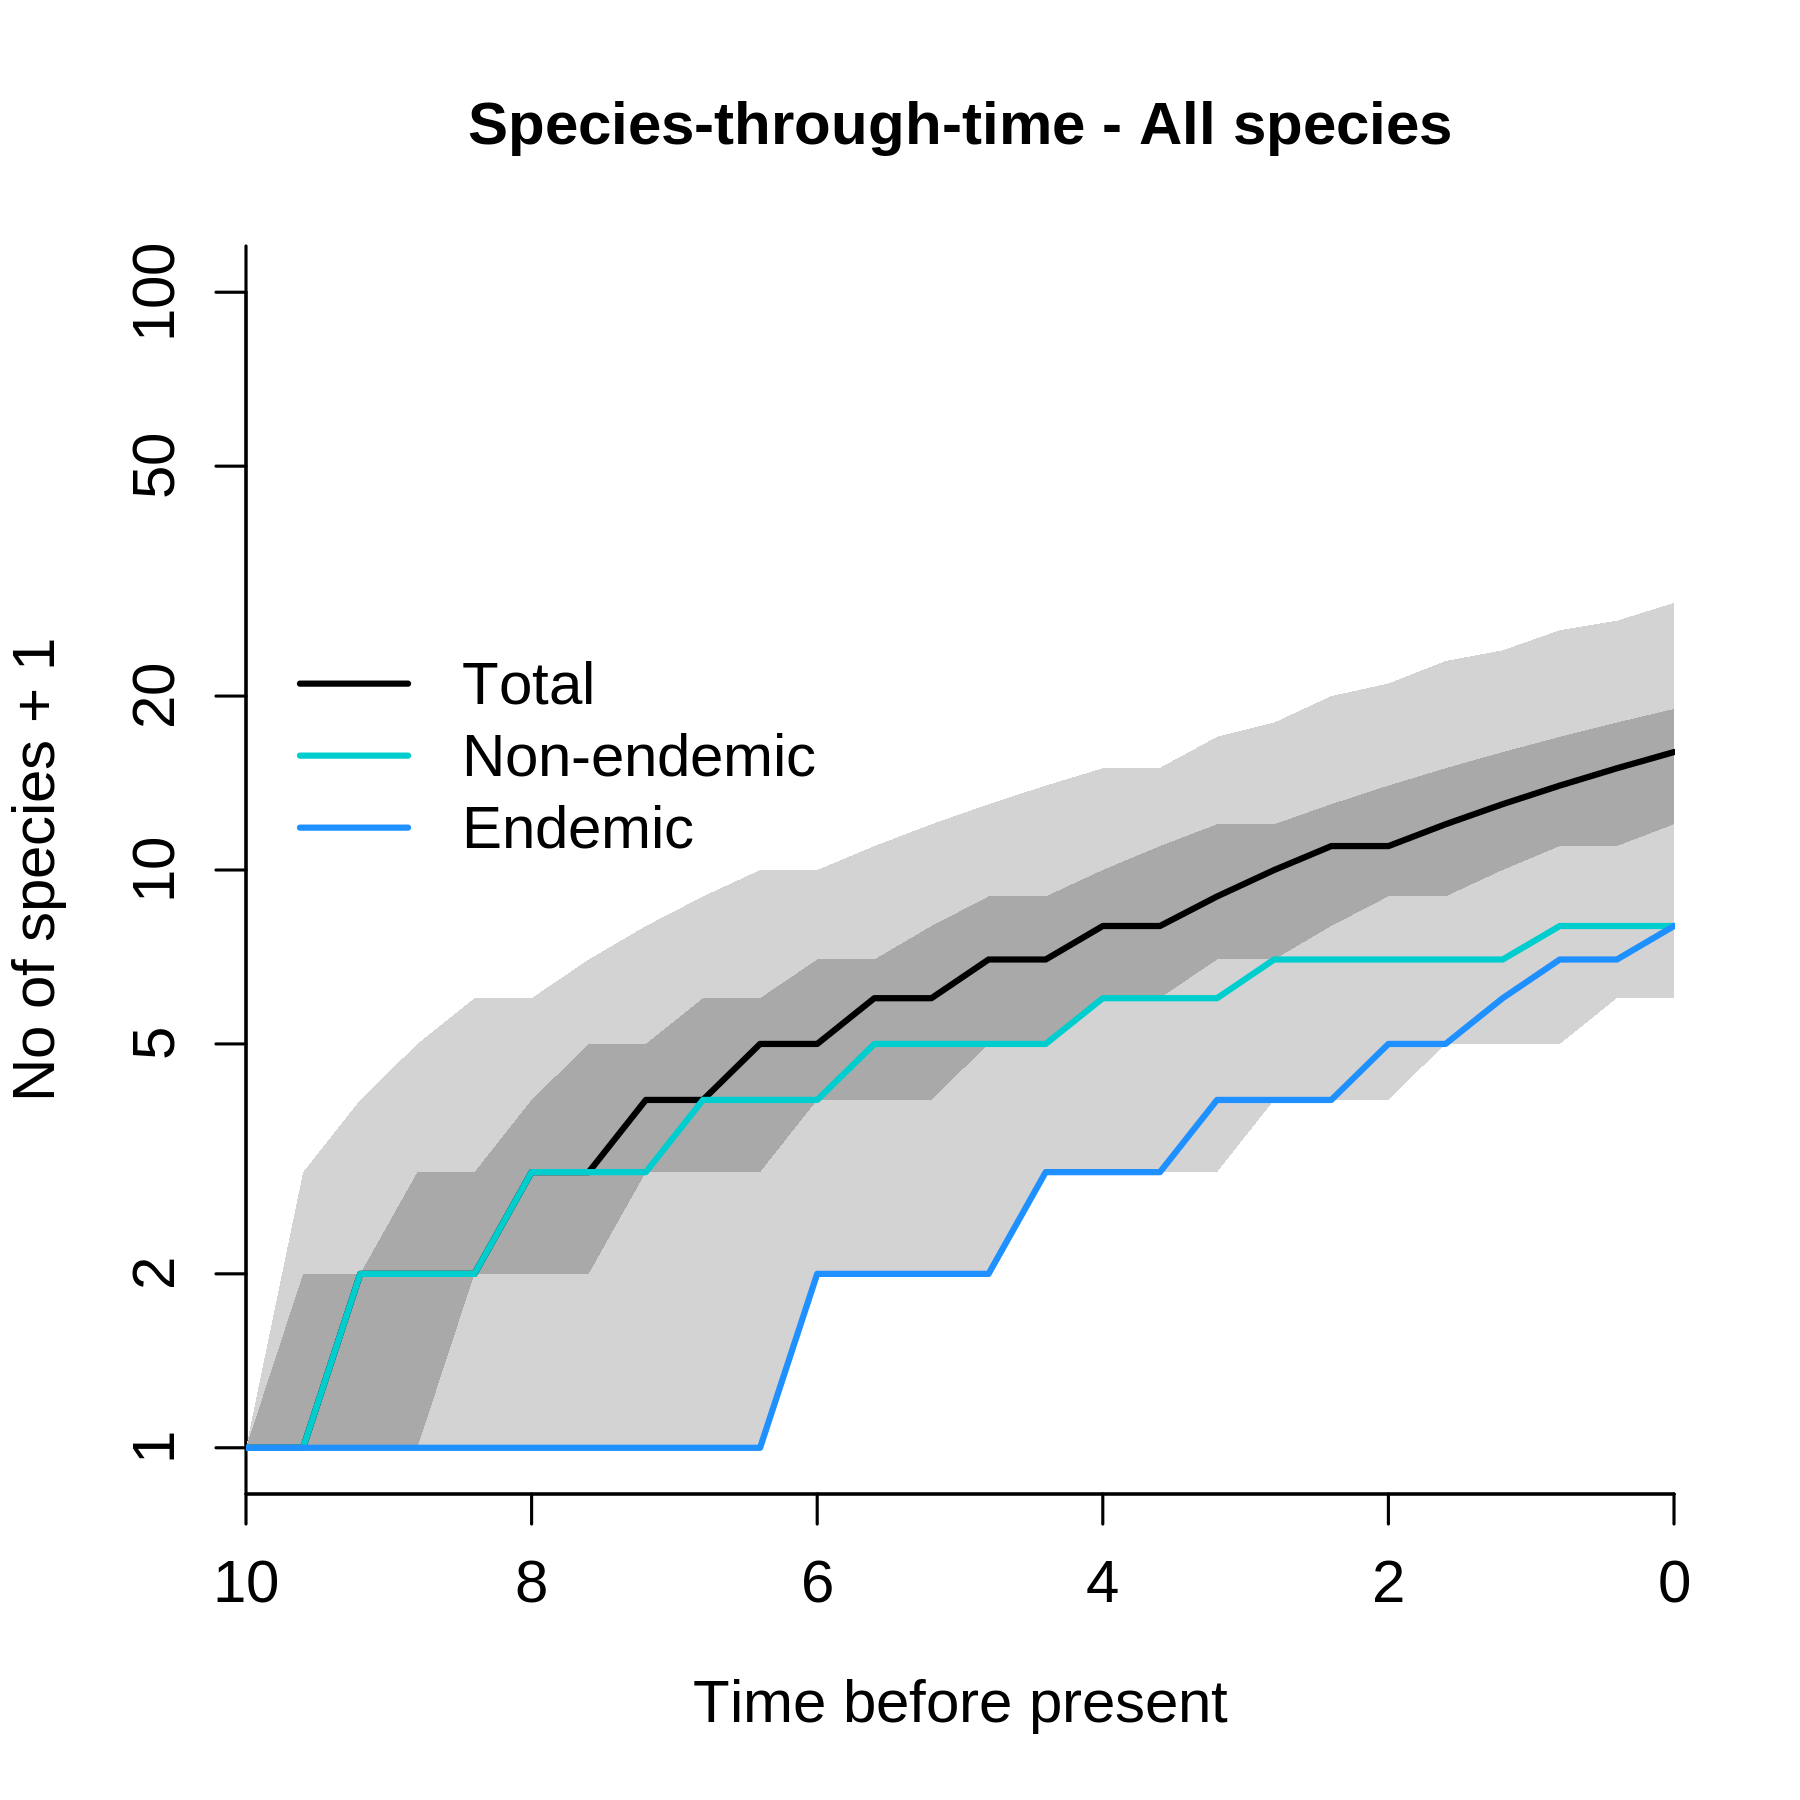 Species-through-time - All species
No of species + 1
100
50
20
10
5
2
1
Total
Non-endemic
Endemic
10 8 6 4 2 0
Time before present